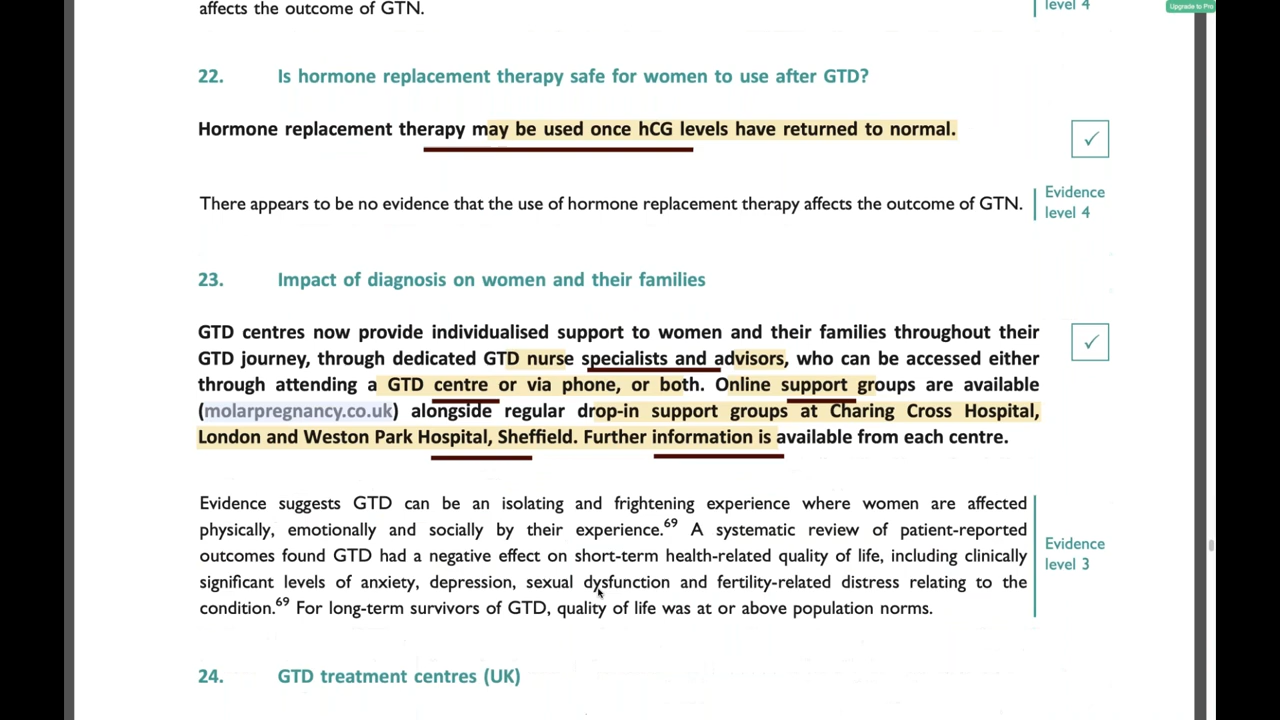 affects the outcome of GTN.
level 4
Upgrade to Pro
22. Is hormone replacement therapy safe for women to use after GTD?
Hormone replacement therapy may be used once hCG levels have returned to normal.
✓
There appears to be no evidence that the use of hormone replacement therapy affects the outcome of GTN.
Evidence
level 4
23. Impact of diagnosis on women and their families
GTD centres now provide individualised support to women and their families throughout their
GTD journey, through dedicated GTD nurse specialists and advisors, who can be accessed either
through attending a GTD centre or via phone, or both. Online support groups are available
(molarpregnancy.co.uk) alongside regular drop-in support groups at Charing Cross Hospital,
London and Weston Park Hospital, Sheffield. Further information is available from each centre.
✓
Evidence suggests GTD can be an isolating and frightening experience where women are affected
physically, emotionally and socially by their experience.69 A systematic review of patient-reported
outcomes found GTD had a negative effect on short-term health-related quality of life, including clinically
significant levels of anxiety, depression, sexual dysfunction and fertility-related distress relating to the
condition.69 For long-term survivors of GTD, quality of life was at or above population norms.
Evidence
level 3
24. GTD treatment centres (UK)